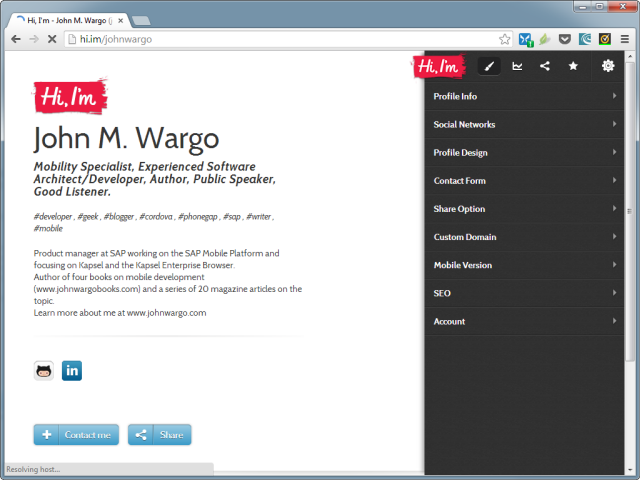 Hi, I'm - John M. Wargo (
hi.im/johnwargo
Hi, I'm
John M. Wargo
Mobility Specialist, Experienced Software
Architect/Developer, Author, Public Speaker,
Good Listener.
#developer , #geek , #blogger , #cordova , #phonegap , #sap , #writer ,
#mobile
Product manager at SAP working on the SAP Mobile Platform and
focusing on Kapsel and the Kapsel Enterprise Browser.
Author of four books on mobile development
(www.johnwargobooks.com) and a series of 20 magazine articles on the
topic.
Learn more about me at www.johnwargo.com
in
Contact me
Share
Resolving host...
Hi, I'm
Profile Info
Social Networks
Profile Design
Contact Form
Share Option
Custom Domain
Mobile Version
SEO
Account